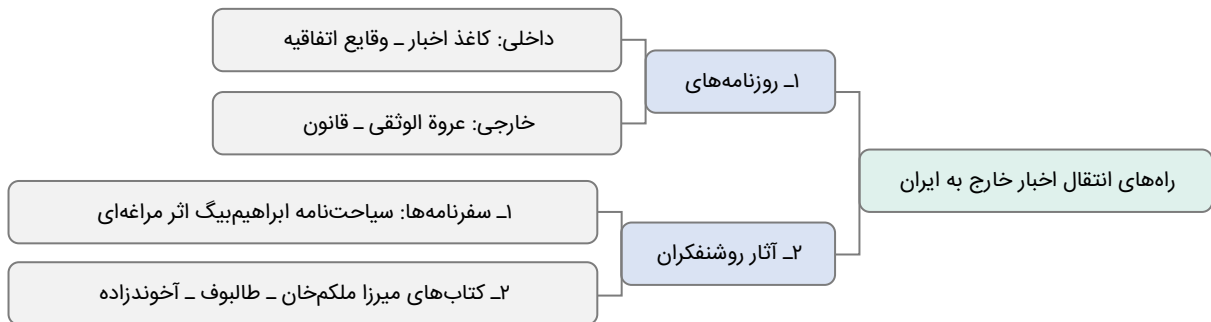 راه‌های انتقال اخبار خارج به ایران
۱ـ روزنامه‌های
داخلی: کاغذ اخبار ـ وقایع اتفاقیه
خارجی: عروة الوثقی ـ قانون
۲ـ آثار روشنفکران
۱ـ سفرنامه‌ها: سیاحت‌نامه ابراهیم‌بیگ اثر مراغه‌ای
۲ـ کتاب‌های میرزا ملکم‌خان ـ طالبوف ـ آخوندزاده